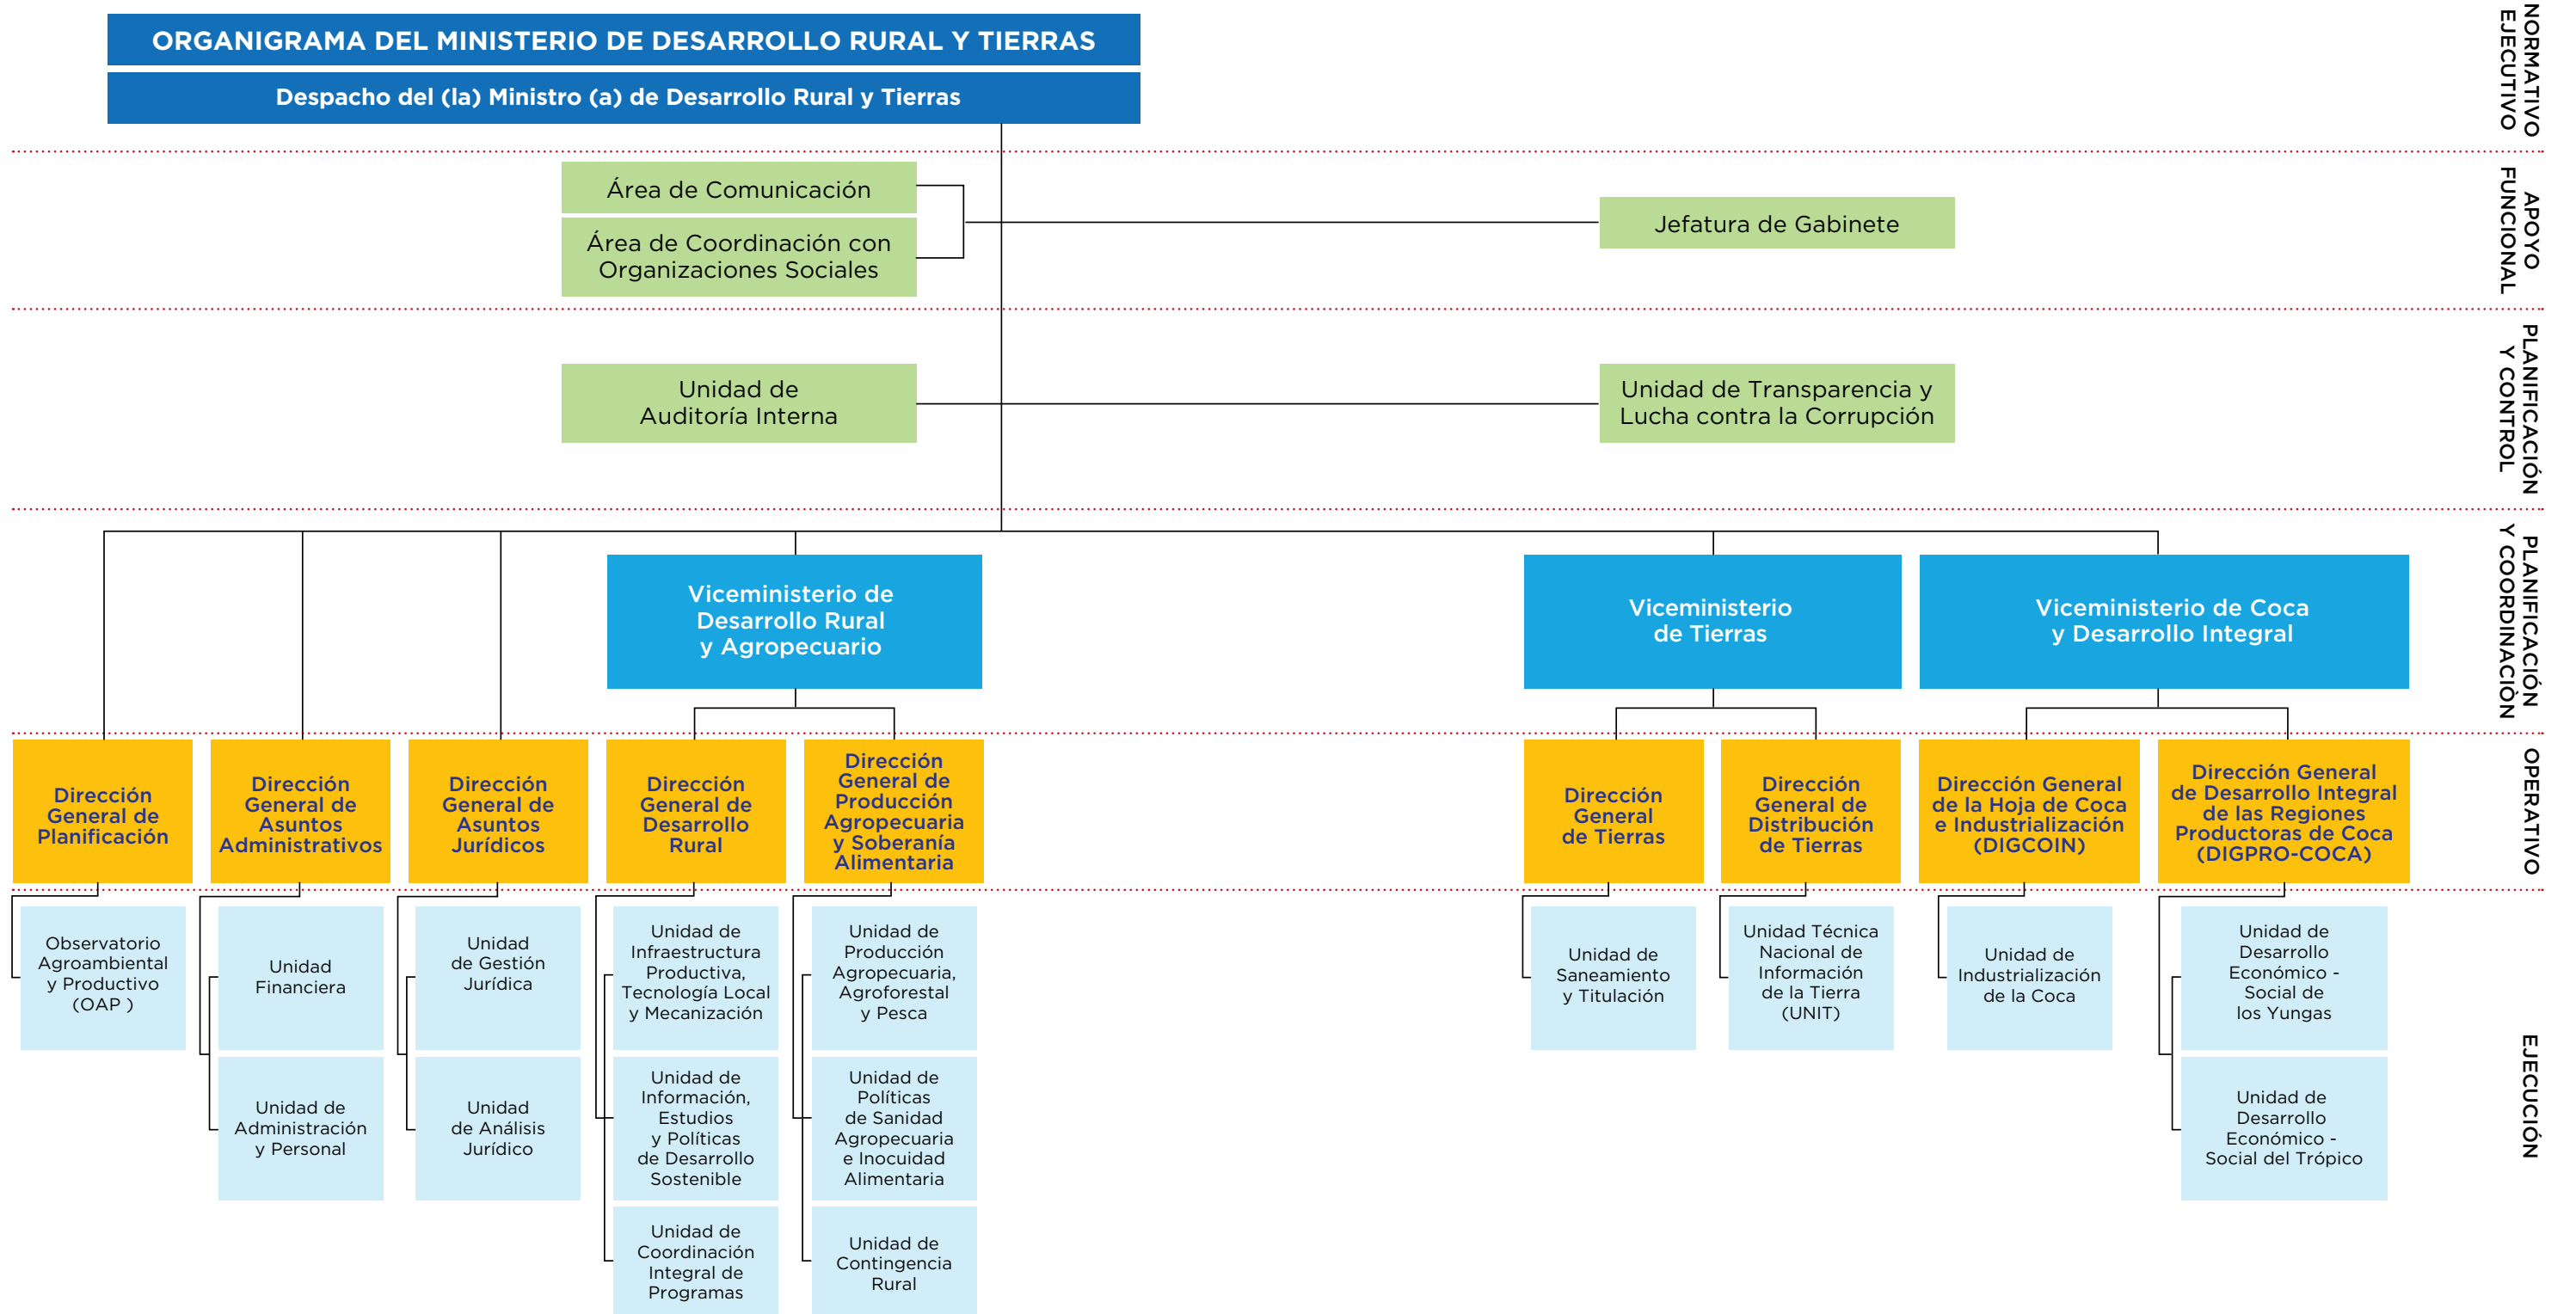 ORGANIGRAMA DEL MINISTERIO DE DESARROLLO RURAL Y TIERRAS
Despacho del (la) Ministro (a) de Desarrollo Rural y Tierras
NORMATIVO
EJECUTIVO
Área de Comunicación
Área de Coordinación con
Organizaciones Sociales
Jefatura de Gabinete
APOYO
FUNCIONAL
Unidad de
Auditoría Interna
Unidad de Transparencia y
Lucha contra la Corrupción
PLANIFICACIÓN
Y CONTROL
Viceministerio de
Desarrollo Rural
y Agropecuario
Viceministerio
de Tierras
Viceministerio de Coca
y Desarrollo Integral
PLANIFICACIÓN
Y COORDINACIÒN
Dirección
General de
Planificación
Dirección
General de
Asuntos
Administrativos
Dirección
General de
Asuntos
Jurídicos
Dirección
General de
Desarrollo
Rural
Dirección
General de
Producción
Agropecuaria
y Soberanía
Alimentaria
Dirección
General
de Tierras
Dirección
General de
Distribución
de Tierras
Dirección General
de la Hoja de Coca
e Industrialización
(DIGCOIN)
Dirección General
de Desarrollo Integral
de las Regiones
Productoras de Coca
(DIGPRO-COCA)
OPERATIVO
Observatorio
Agroambiental
y Productivo
(OAP )
Unidad
Financiera
Unidad
de Gestión
Jurídica
Unidad de
Infraestructura
Productiva,
Tecnología Local
y Mecanización
Unidad de
Producción
Agropecuaria,
Agroforestal
y Pesca
Unidad de
Saneamiento
y Titulación
Unidad Técnica
Nacional de
Información
de la Tierra
(UNIT)
Unidad de
Industrialización
de la Coca
Unidad de
Desarrollo
Económico -
Social de
los Yungas
Unidad de
Administración
y Personal
Unidad
de Análisis
Jurídico
Unidad de
Información,
Estudios
y Políticas
de Desarrollo
Sostenible
Unidad de
Políticas
de Sanidad
Agropecuaria
e Inocuidad
Alimentaria
Unidad de
Desarrollo
Económico -
Social del Trópico
Unidad de
Coordinación
Integral de
Programas
Unidad de
Contingencia
Rural
EJECUCIÓN